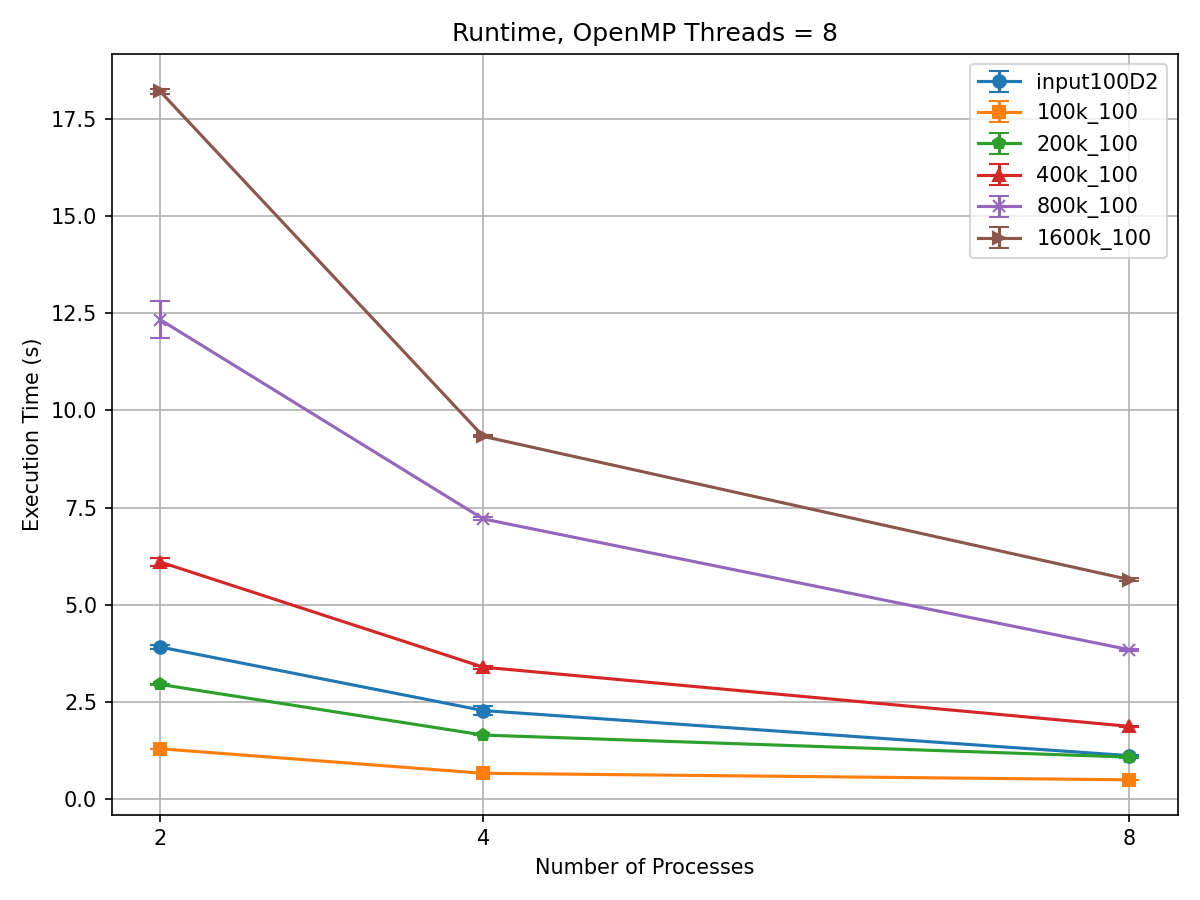 Runtime, OpenMP Threads = 8
input100D2
100k_100
200k_100
400k_100
800k_100
1600k_100
17.5
15.0
12.5
10.0
7.5
5.0
2.5
0.0
Execution Time (s)
2
4
8
Number of Processes